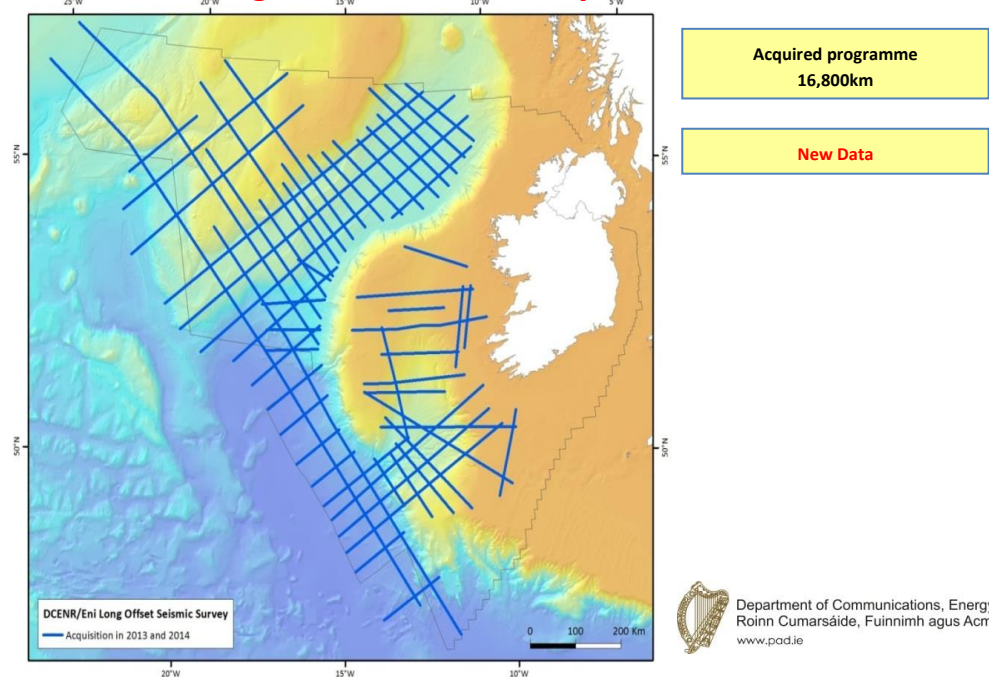 25°W 20°W 15°W 10°W 5°W
Acquired programme
16,800km
New Data
55°N 55°N
50°N 50°N
DCENR/Eni Long Offset Seismic Survey
Acquisition in 2013 and 2014
0 100 200 Km
20°W 15°W 10°W
Department of Communications, Energy
Roinn Cumarsáide, Fuinnimh agus Acm
www.pad.ie